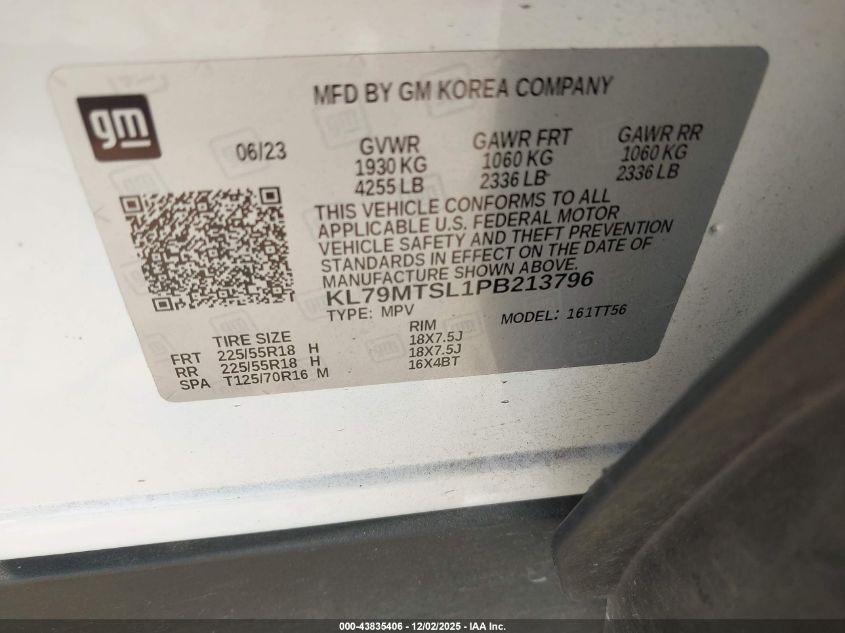 gm
MFD BY GM KOREA COMPANY
06/23
GVWR
1930 KG
4255 LB
GAWR FRT
1060 KG
2336 LB
GAWR RR
1060 KG
2336 LB
THIS VEHICLE CONFORMS TO ALL
APPLICABLE U.S. FEDERAL MOTOR
VEHICLE SAFETY AND THEFT PREVENTION
STANDARDS IN EFFECT ON THE DATE OF
MANUFACTURE SHOWN ABOVE.
KL79MTSL1PB213796
TYPE: MPV
MODEL: 161TT56
TIRE SIZE RIM
FRT 225/55R18 H 18X7.5J
RR 225/55R18 H 18X7.5J
SPA T125/70R16 M 16X4BT
000-43835406 - 12/02/2025 - IAA Inc.